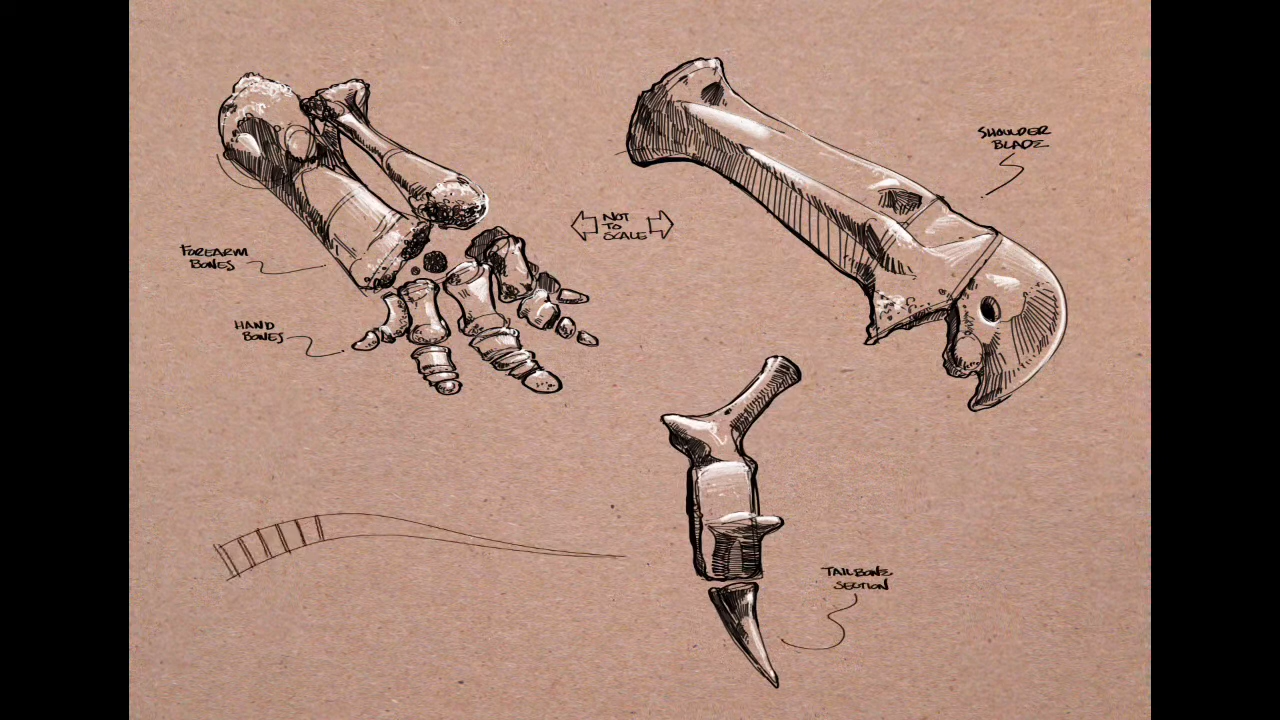 SHOULDER
BLADE
NOT
TO
SCALE
FOREARM
BONES
HAND
BONES
TAILBONE
SECTION